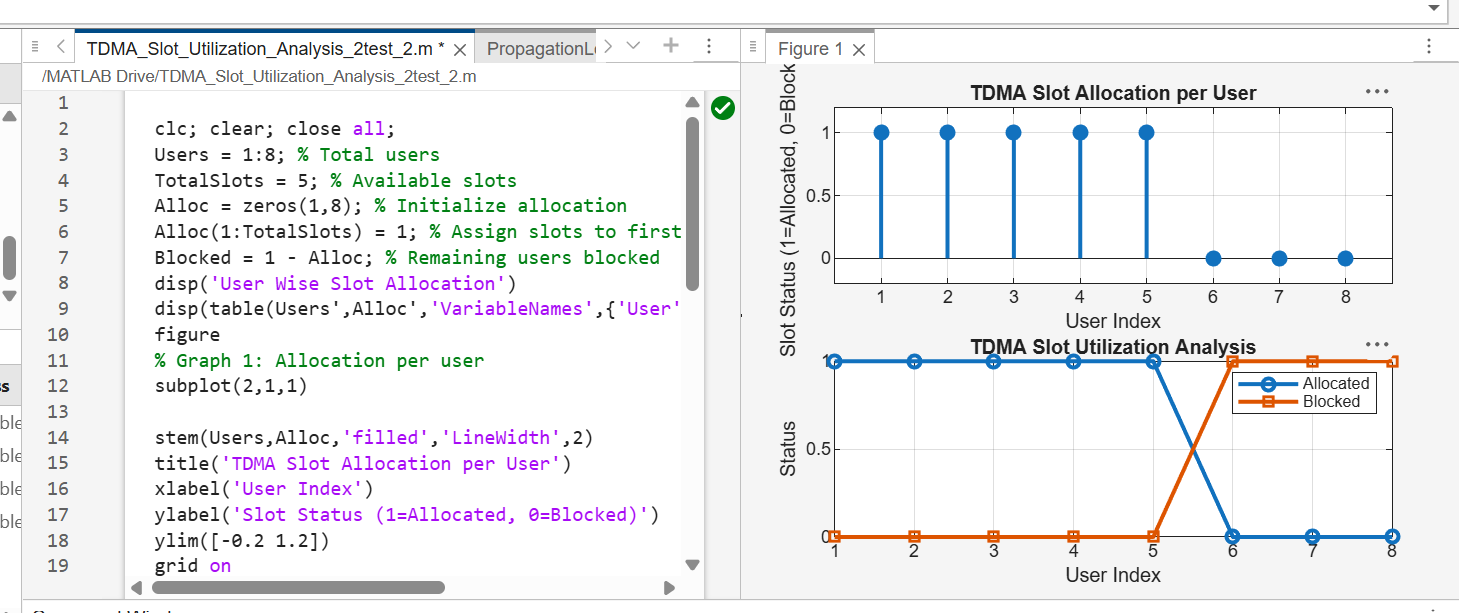 TDMA_Slot_Utilization_Analysis_2test_2.m *
/MATLAB Drive/TDMA_Slot_Utilization_Analysis_2test_2.m
1
2 clc; clear; close all;
3 Users = 1:8; % Total users
4 TotalSlots = 5; % Available slots
5 Alloc = zeros(1,8); % Initialize allocation
6 Alloc(1:TotalSlots) = 1; % Assign slots to first
7 Blocked = 1 - Alloc; % Remaining users blocked
8 disp('User Wise Slot Allocation')
9 disp(table(Users',Alloc','VariableNames',{'User'
10 figure
11 % Graph 1: Allocation per user
12 subplot(2,1,1)
13
14 stem(Users,Alloc,'filled','LineWidth',2)
15 title('TDMA Slot Allocation per User')
16 xlabel('User Index')
17 ylabel('Slot Status (1=Allocated, 0=Blocked)')
18 ylim([-0.2 1.2])
19 grid on
Figure 1
TDMA Slot Allocation per User
Slot Status (1=Allocated, 0=Block
1
0.5
0
1 2 3 4 5 6 7 8
User Index
TDMA Slot Utilization Analysis
Status
1
0.5
0
Allocated
Blocked
1 2 3 4 5 6 7 8
User Index